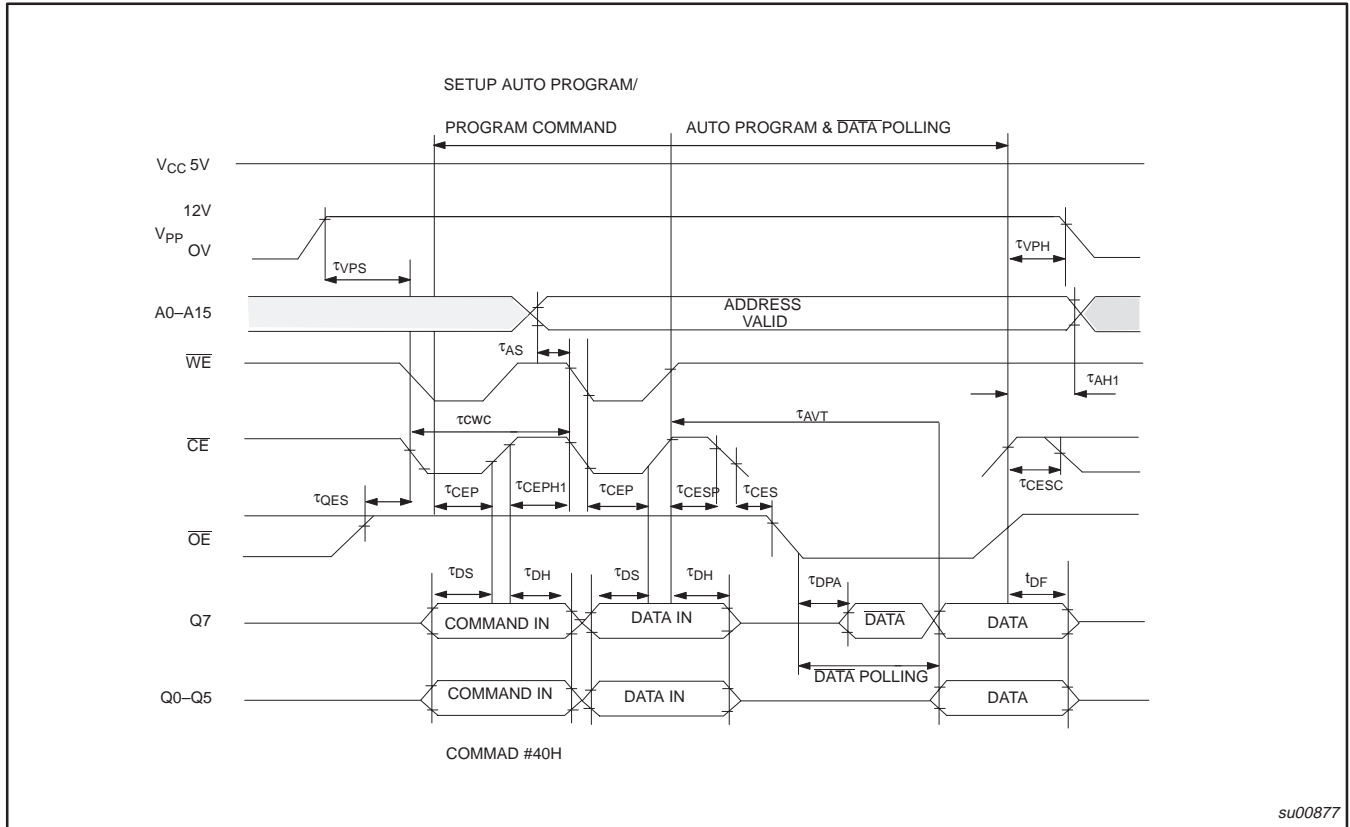 SETUP AUTO PROGRAM/
PROGRAM COMMAND
AUTO PROGRAM & DATA POLLING
VCC 5V
12V
VPP
OV
τVPS
τVPH
A0–A15
ADDRESS
VALID
τAS
WE
τAH1
τCWC
τAVT
CE
τCESC
τQES
τCEP
τCEPH1
τCEP
τCESP
τCES
OE
τDS
τDH
τDS
τDH
τDPA
tDF
Q7
COMMAND IN
DATA IN
DATA
DATA
DATA POLLING
Q0–Q5
COMMAND IN
DATA IN
DATA
COMMAD #40H
su00877